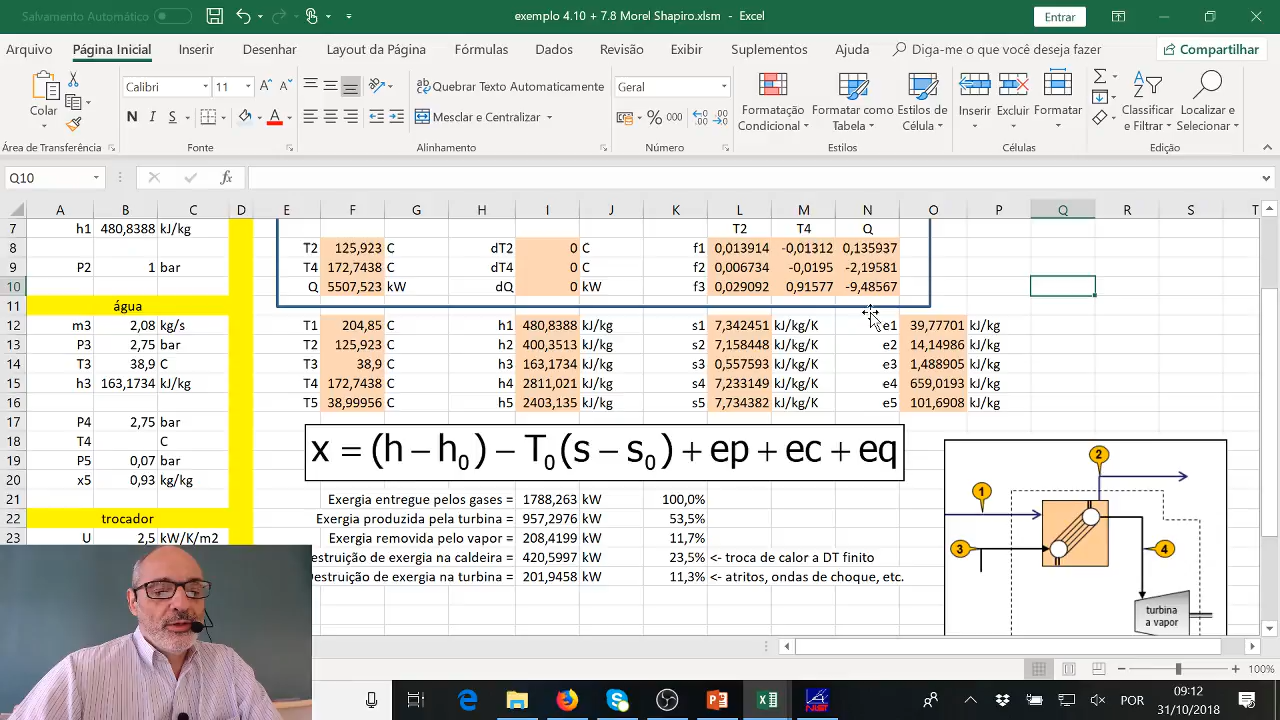 Salvamento Automático
exemplo 4.10 + 7.8 Morel Shapiro.xlsm - Excel
Entrar
Arquivo Página Inicial Inserir Desenhar Layout da Página Fórmulas Dados Revisão Exibir Suplementos Ajuda Diga-me o que você deseja fazer Compartilhar
Colar
Calibri 11
N I S
Quebrar Texto Automaticamente
Mesclar e Centralizar
Geral
% 000
Formatação Condicional
Formatar como Tabela
Estilos de Célula
Inserir
Excluir
Formatar
Classificar e Filtrar
Localizar e Selecionar
Área de Transferência Fonte Alinhamento Número Estilos Células Edição
Q10 fx
A B C D E F G H I J K L M N O P Q R S T
7 h1 480,8388 kJ/kg T2 T4 Q
8 T2 125,923 C dT2 0 C f1 0,013914 -0,01312 0,135937
9 P2 1 bar T4 172,7438 C dT4 0 C f2 0,006734 -0,0195 -2,19581
10 Q 5507,523 kW dQ 0 kW f3 0,029092 0,91577 -9,48567
11 água
12 m3 2,08 kg/s T1 204,85 C h1 480,8388 kJ/kg s1 7,342451 kJ/kg/K e1 39,77701 kJ/kg
13 P3 2,75 bar T2 125,923 C h2 400,3513 kJ/kg s2 7,158448 kJ/kg/K e2 14,14986 kJ/kg
14 T3 38,9 C T3 38,9 C h3 163,1734 kJ/kg s3 0,557593 kJ/kg/K e3 1,488905 kJ/kg
15 h3 163,1734 kJ/kg T4 172,7438 C h4 2811,021 kJ/kg s4 7,233149 kJ/kg/K e4 659,0193 kJ/kg
16 T5 38,99956 C h5 2403,135 kJ/kg s5 7,734382 kJ/kg/K e5 101,6908 kJ/kg
17 P4 2,75 bar
18 T4 C
19 P5 0,07 bar
20 x5 0,93 kg/kg
x = (h − h0) − T0(s − s0) + ep + ec + eq
21 Exergia entregue pelos gases = 1788,263 kW 100,0%
22 trocador Exergia produzida pela turbina = 957,2976 kW 53,5%
23 U 2,5 kW/K/m2 Exergia removida pelo vapor = 208,4199 kW 11,7%
estruição de exergia na caldeira = 420,5997 kW 23,5% <- troca de calor a DT finito
estruição de exergia na turbina = 201,9458 kW 11,3% <- atritos, ondas de choque, etc.
2
1
3
4
turbina a vapor
100%
POR
09:12
31/10/2018